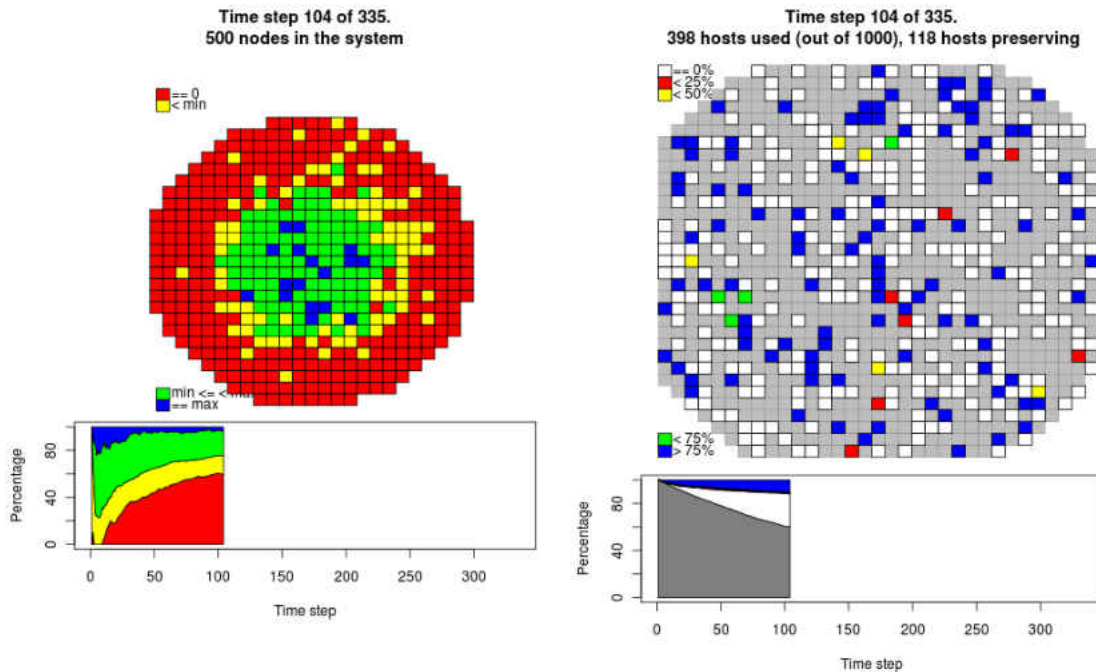 Time step 104 of 335.
500 nodes in the system
== 0
< min
min <= < max
== max
Percentage
0 40 80
0 50 100 150 200 250 300
Time step
Time step 104 of 335.
398 hosts used (out of 1000), 118 hosts preserving
== 0%
< 25%
< 50%
< 75%
> 75%
Percentage
0 40 80
0 50 100 150 200 250 300
Time step